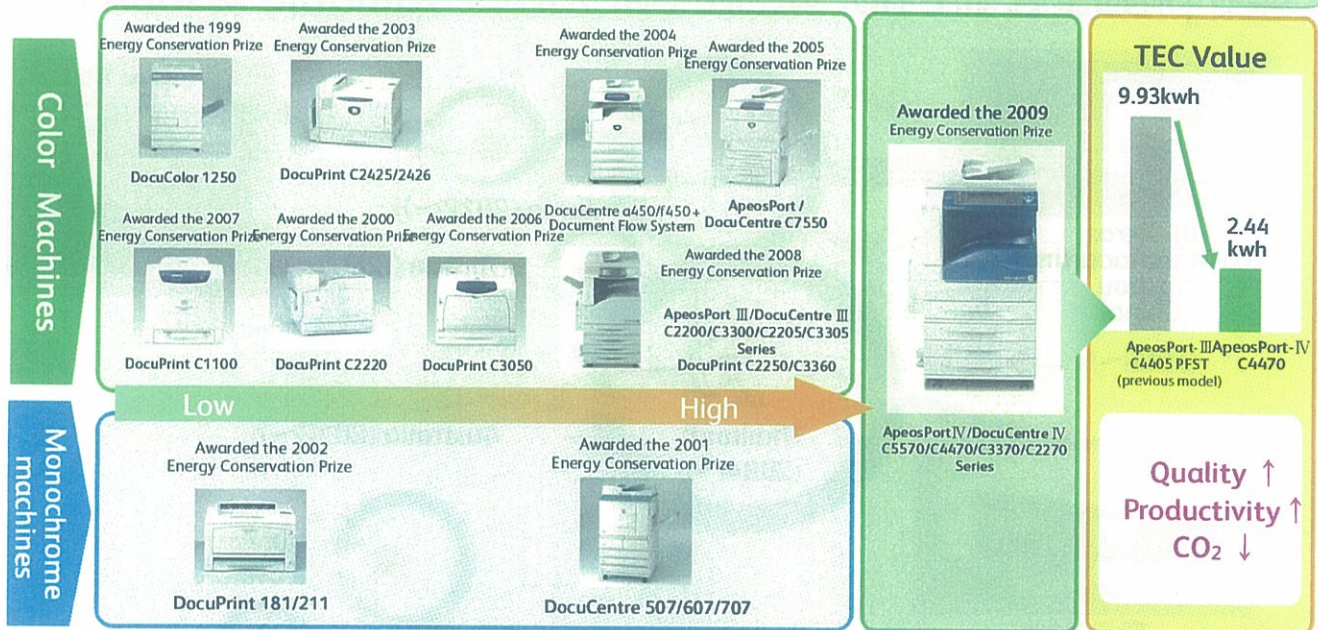 Color Machines
Awarded the 1999
Energy Conservation Prize
DocuColor 1250
Awarded the 2003
Energy Conservation Prize
DocuPrint C2425/2426
Awarded the 2004
Energy Conservation Prize
DocuCentre a450/f450+
Document Flow System
Awarded the 2005
Energy Conservation Prize
ApeosPort /
DocuCentre C7550
Awarded the 2007
Energy Conservation Prize
DocuPrint C1100
Awarded the 2000
Energy Conservation Prize
DocuPrint C2220
Awarded the 2006
Energy Conservation Prize
DocuPrint C3050
Awarded the 2008
Energy Conservation Prize
ApeosPort Ⅲ/DocuCentre Ⅲ
C2200/C3300/C2205/C3305
Series
DocuPrint C2250/C3360
Low
High
Monochrome machines
Awarded the 2002
Energy Conservation Prize
DocuPrint 181/211
Awarded the 2001
Energy Conservation Prize
DocuCentre 507/607/707
Awarded the 2009
Energy Conservation Prize
ApeosPortⅣ/DocuCentre Ⅳ
C5570/C4470/C3370/C2270
Series
TEC Value
9.93kwh
2.44
kwh
ApeosPort-Ⅲ
C4405 PFST
(previous model)
ApeosPort-Ⅳ
C4470
Quality ↑
Productivity ↑
CO₂ ↓